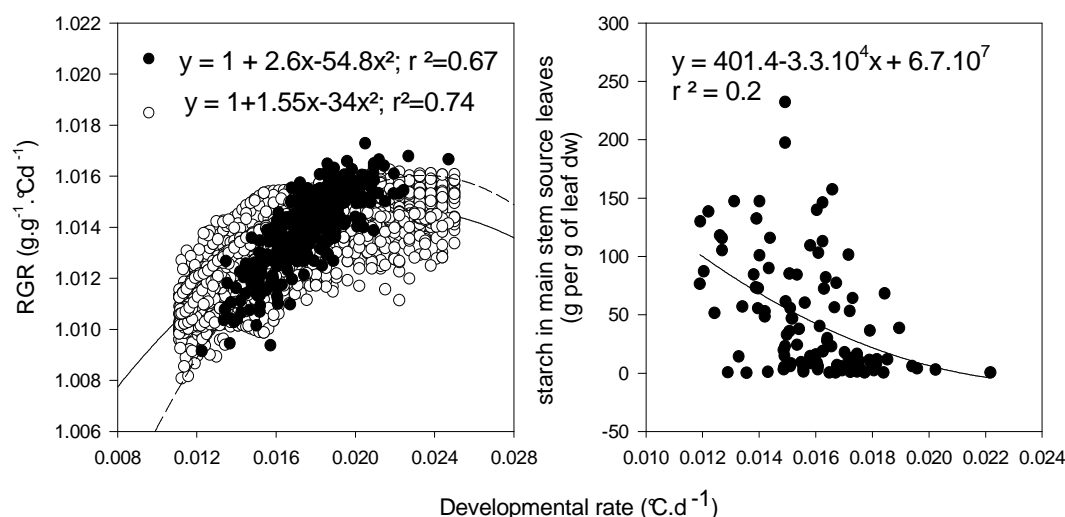 1.022
1.020
1.018
1.016
1.014
1.012
1.010
1.008
1.006
RGR (g.g-1.°Cd -1)
y = 1 + 2.6x-54.8x²; r ²=0.67
y = 1+1.55x-34x²; r²=0.74
0.008 0.012 0.016 0.020 0.024 0.028
starch in main stem source leaves
(g per g of leaf dw)
300
250
200
150
100
50
0
-50
y = 401.4-3.3.10⁴x + 6.7.10⁷
r ² = 0.2
0.010 0.012 0.014 0.016 0.018 0.020 0.022 0.024
Developmental rate (°C.d -1)